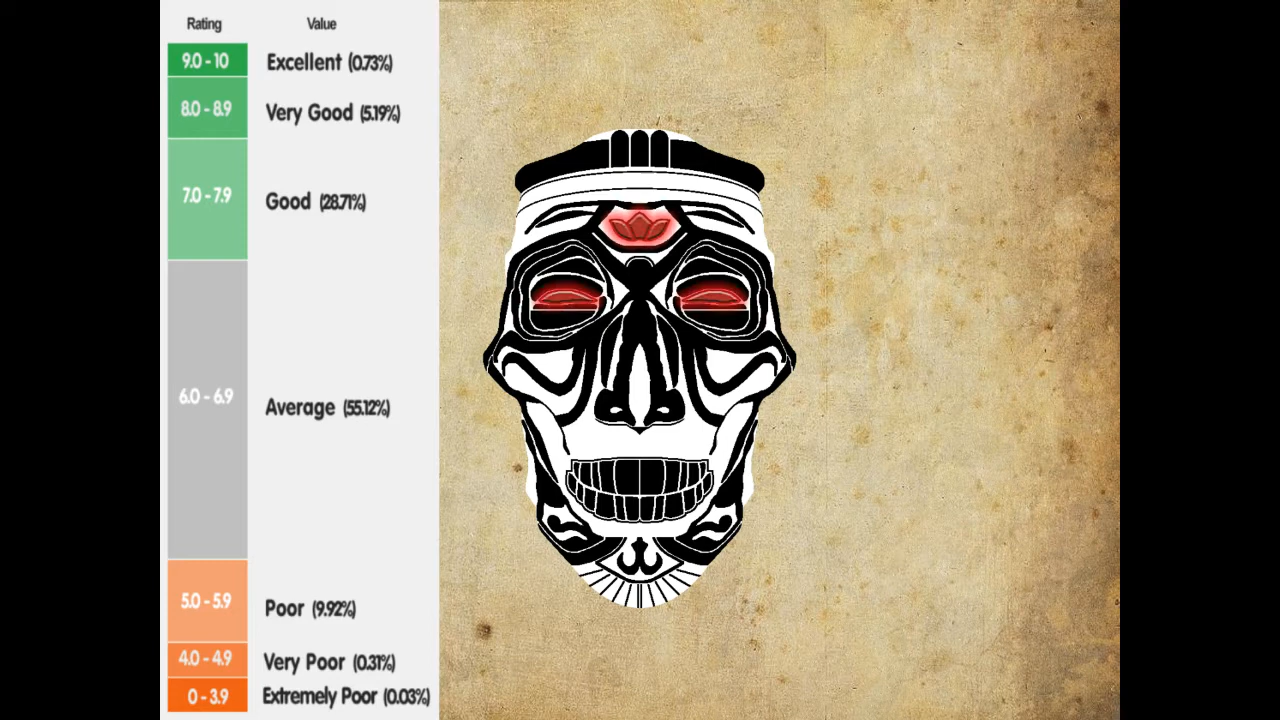 Rating Value
9.0 - 10 Excellent (0.73%)
8.0 - 8.9 Very Good (5.19%)
7.0 - 7.9 Good (28.71%)
6.0 - 6.9 Average (55.12%)
5.0 - 5.9 Poor (9.92%)
4.0 - 4.9 Very Poor (0.31%)
0 - 3.9 Extremely Poor (0.03%)